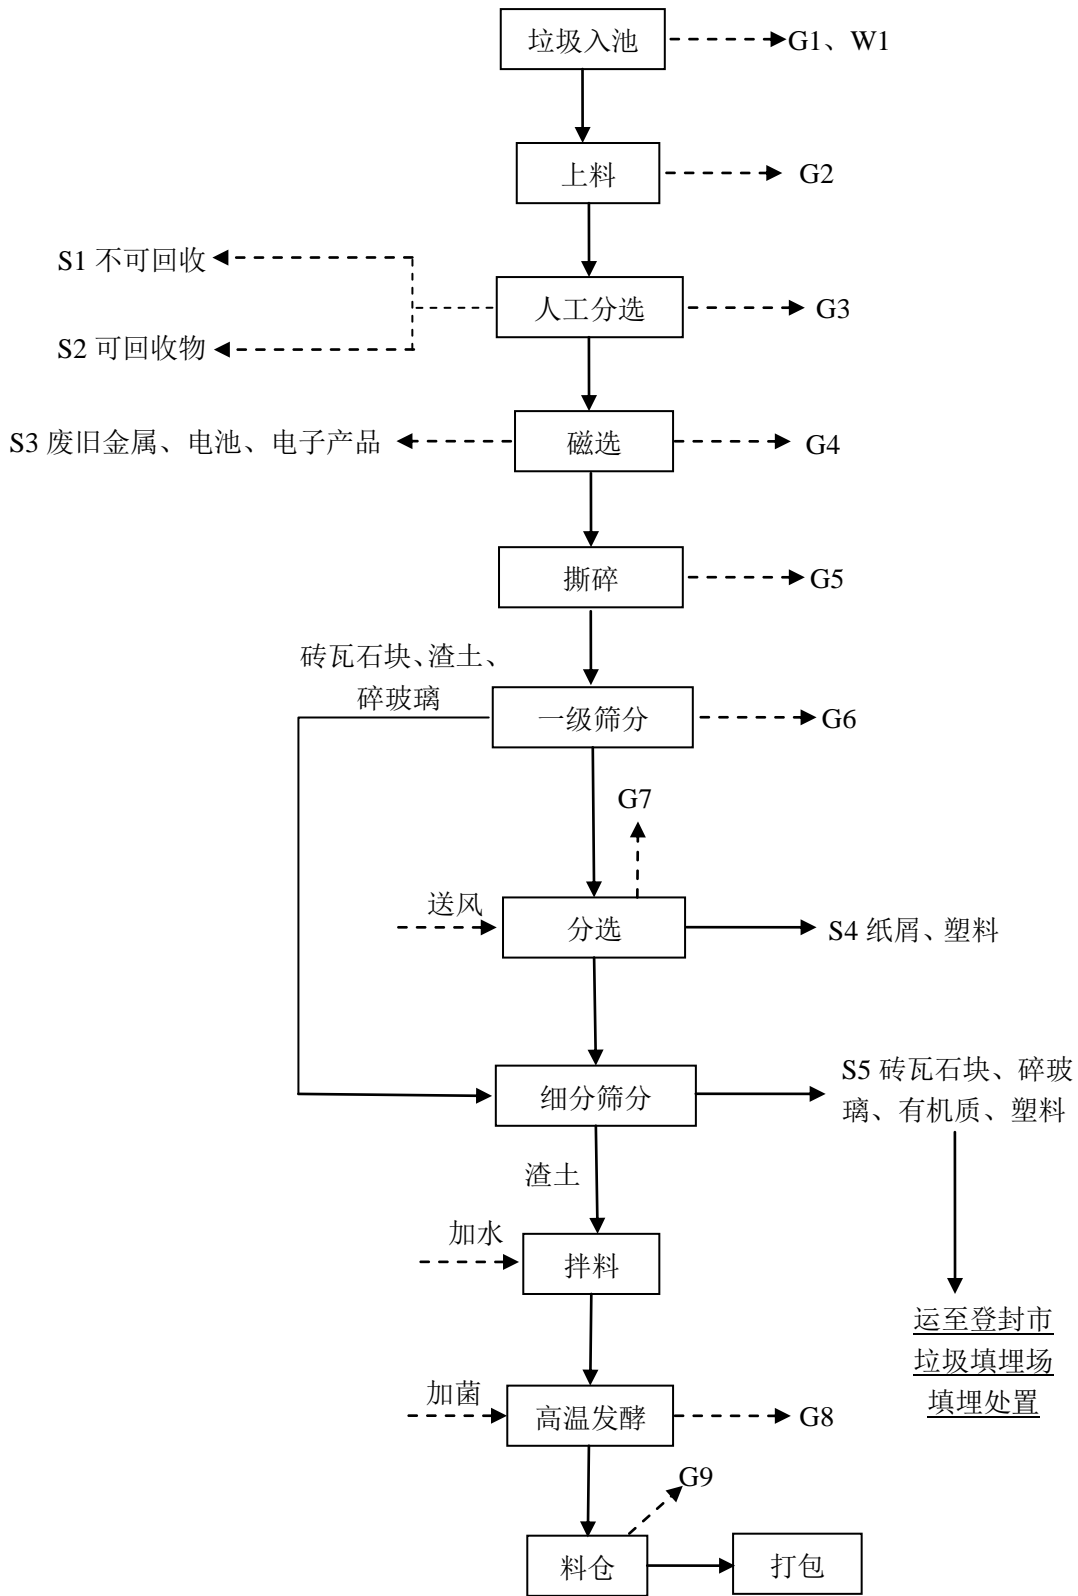 垃圾入池
G1、W1
上料
G2
S1 不可回收
人工分选
G3
S2 可回收物
S3 废旧金属、电池、电子产品
磁选
G4
撕碎
G5
砖瓦石块、渣土、
碎玻璃
一级筛分
G6
G7
送风
分选
S4 纸屑、塑料
细分筛分
S5 砖瓦石块、碎玻
璃、有机质、塑料
渣土
加水
拌料
运至登封市
垃圾填埋场
填埋处置
加菌
高温发酵
G8
G9
料仓
打包